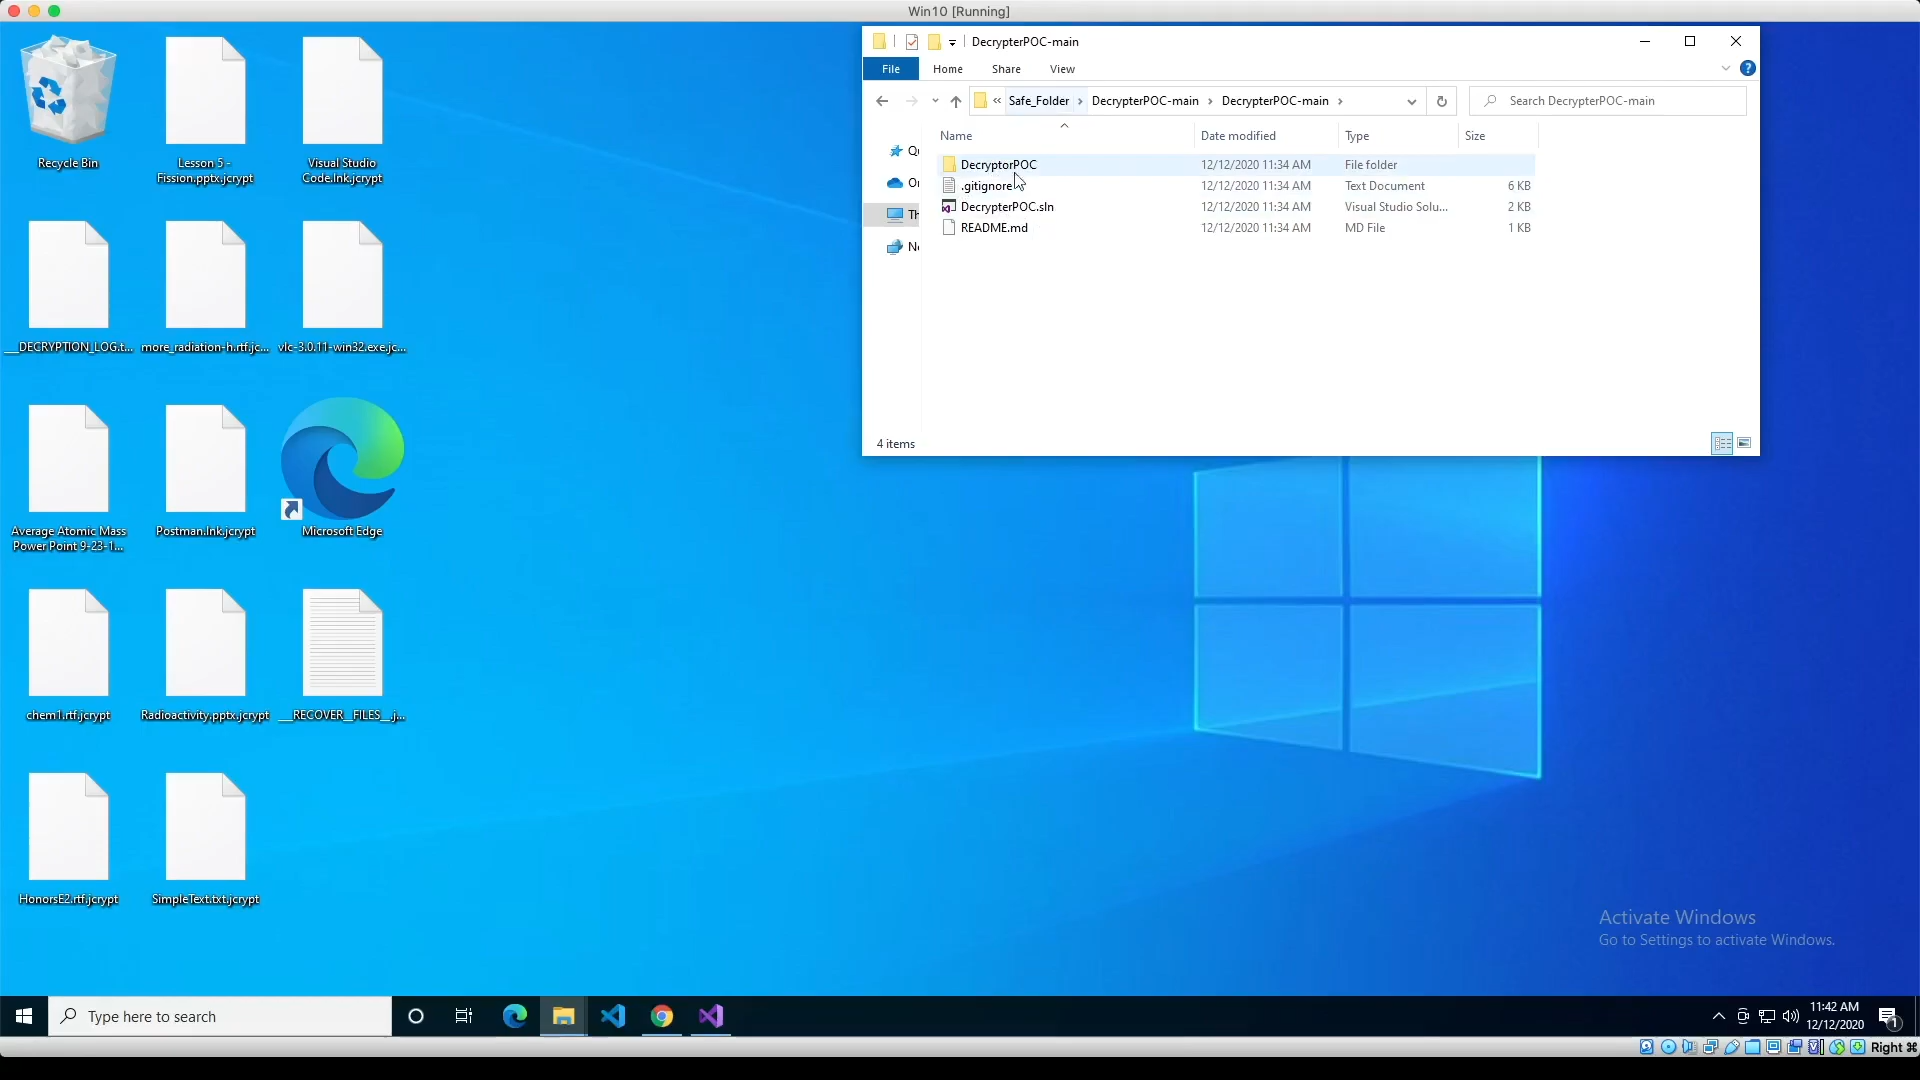 Win10 [Running]
Recycle Bin
Lesson 5 -
Fission.pptx.jcrypt
Visual Studio
Code.lnk.jcrypt
__DECRYPTION_LOG.t...
more_radiation-h.rtf.jc...
vlc-3.0.11-win32.exe.jc...
Average Atomic Mass
Power Point 9-23-1...
Postman.lnk.jcrypt
Microsoft Edge
chem1.rtf.jcrypt
Radioactivity.pptx.jcrypt
__RECOVER__FILES__.j...
HonorsE2.rtf.jcrypt
SimpleText.txt.jcrypt
DecrypterPOC-main
File
Home
Share
View
« Safe_Folder > DecrypterPOC-main > DecrypterPOC-main >
Search DecrypterPOC-main
Name
Date modified
Type
Size
DecryptorPOC 12/12/2020 11:34 AM File folder
.gitignore 12/12/2020 11:34 AM Text Document 6 KB
DecrypterPOC.sln 12/12/2020 11:34 AM Visual Studio Solu... 2 KB
README.md 12/12/2020 11:34 AM MD File 1 KB
4 items
Activate Windows
Go to Settings to activate Windows.
Type here to search
11:42 AM
12/12/2020
1
Right ⌘